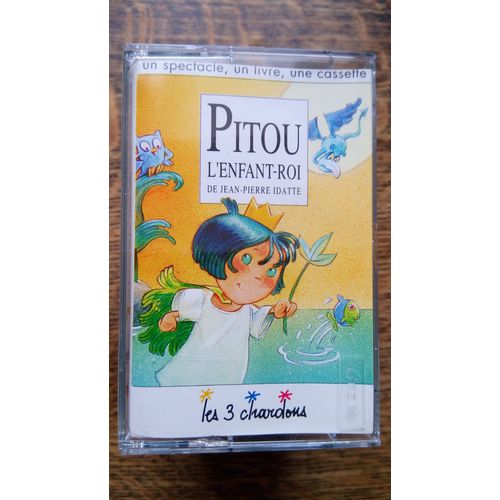 un spectacle, un livre, une cassette
PITOU
L'ENFANT-ROI
DE JEAN-PIERRE IDATTE
les 3 chardons